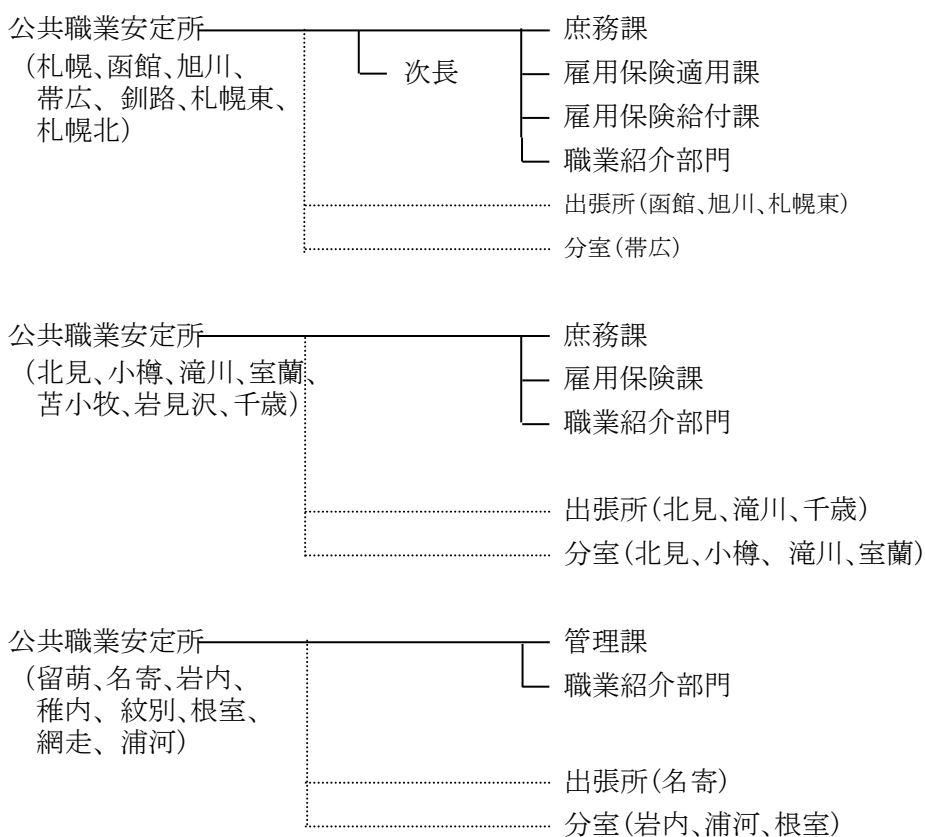 公共職業安定所 庶務課
(札幌、函館、旭川、 次長 雇用保険適用課
帯広、釧路、札幌東、 雇用保険給付課
札幌北)
職業紹介部門
出張所(函館、旭川、札幌東)
分室(帯広)
公共職業安定所 庶務課
(北見、小樽、滝川、室蘭、 雇用保険課
苫小牧、岩見沢、千歳) 職業紹介部門
出張所(北見、滝川、千歳)
分室(北見、小樽、滝川、室蘭)
公共職業安定所 管理課
(留萌、名寄、岩内、 職業紹介部門
稚内、紋別、根室、
網走、浦河)
出張所(名寄)
分室(岩内、浦河、根室)